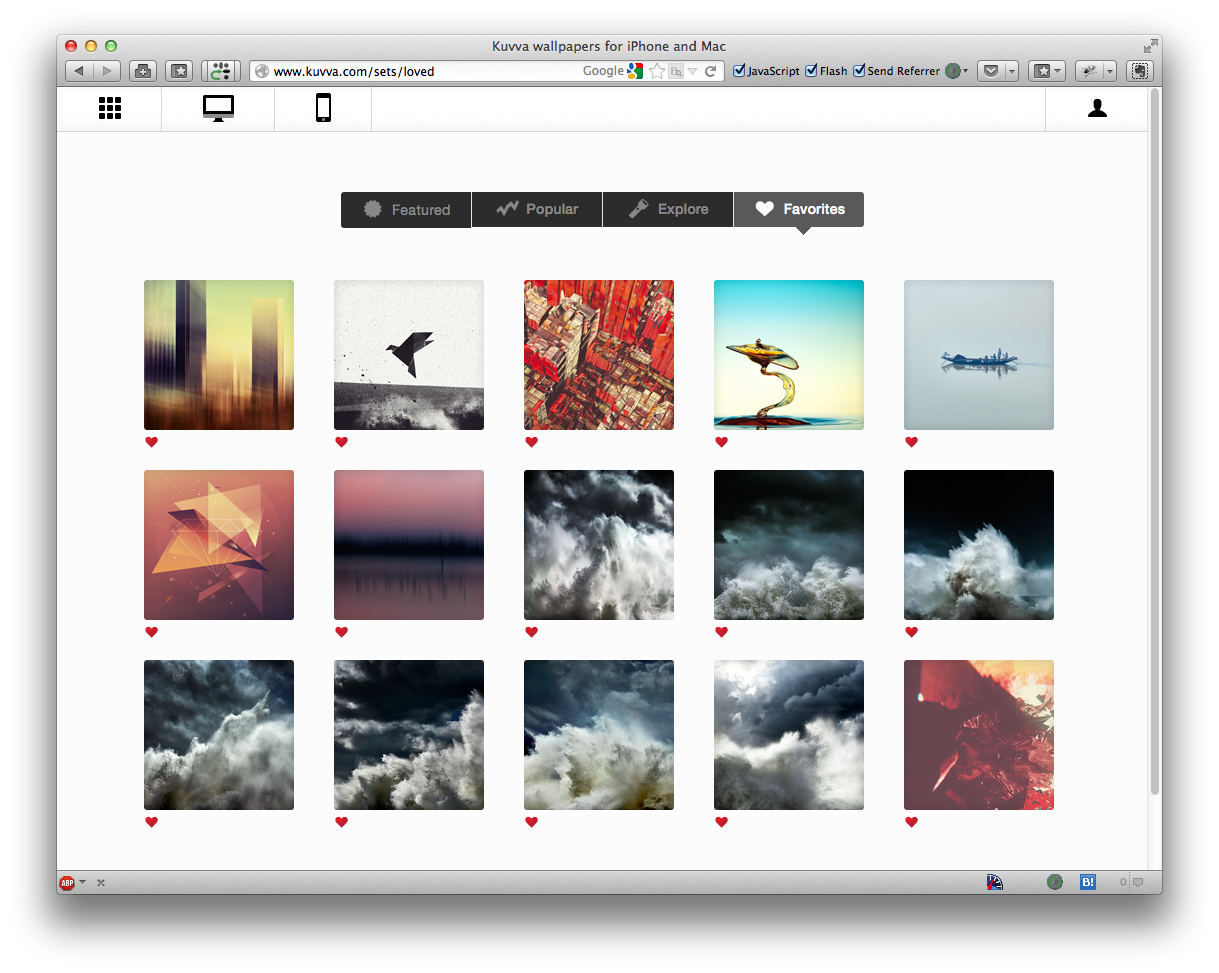 Kuvva wallpapers for iPhone and Mac
www.kuvva.com/sets/loved Google JavaScript Flash Send Referrer
Featured Popular Explore Favorites
ABP B! 0